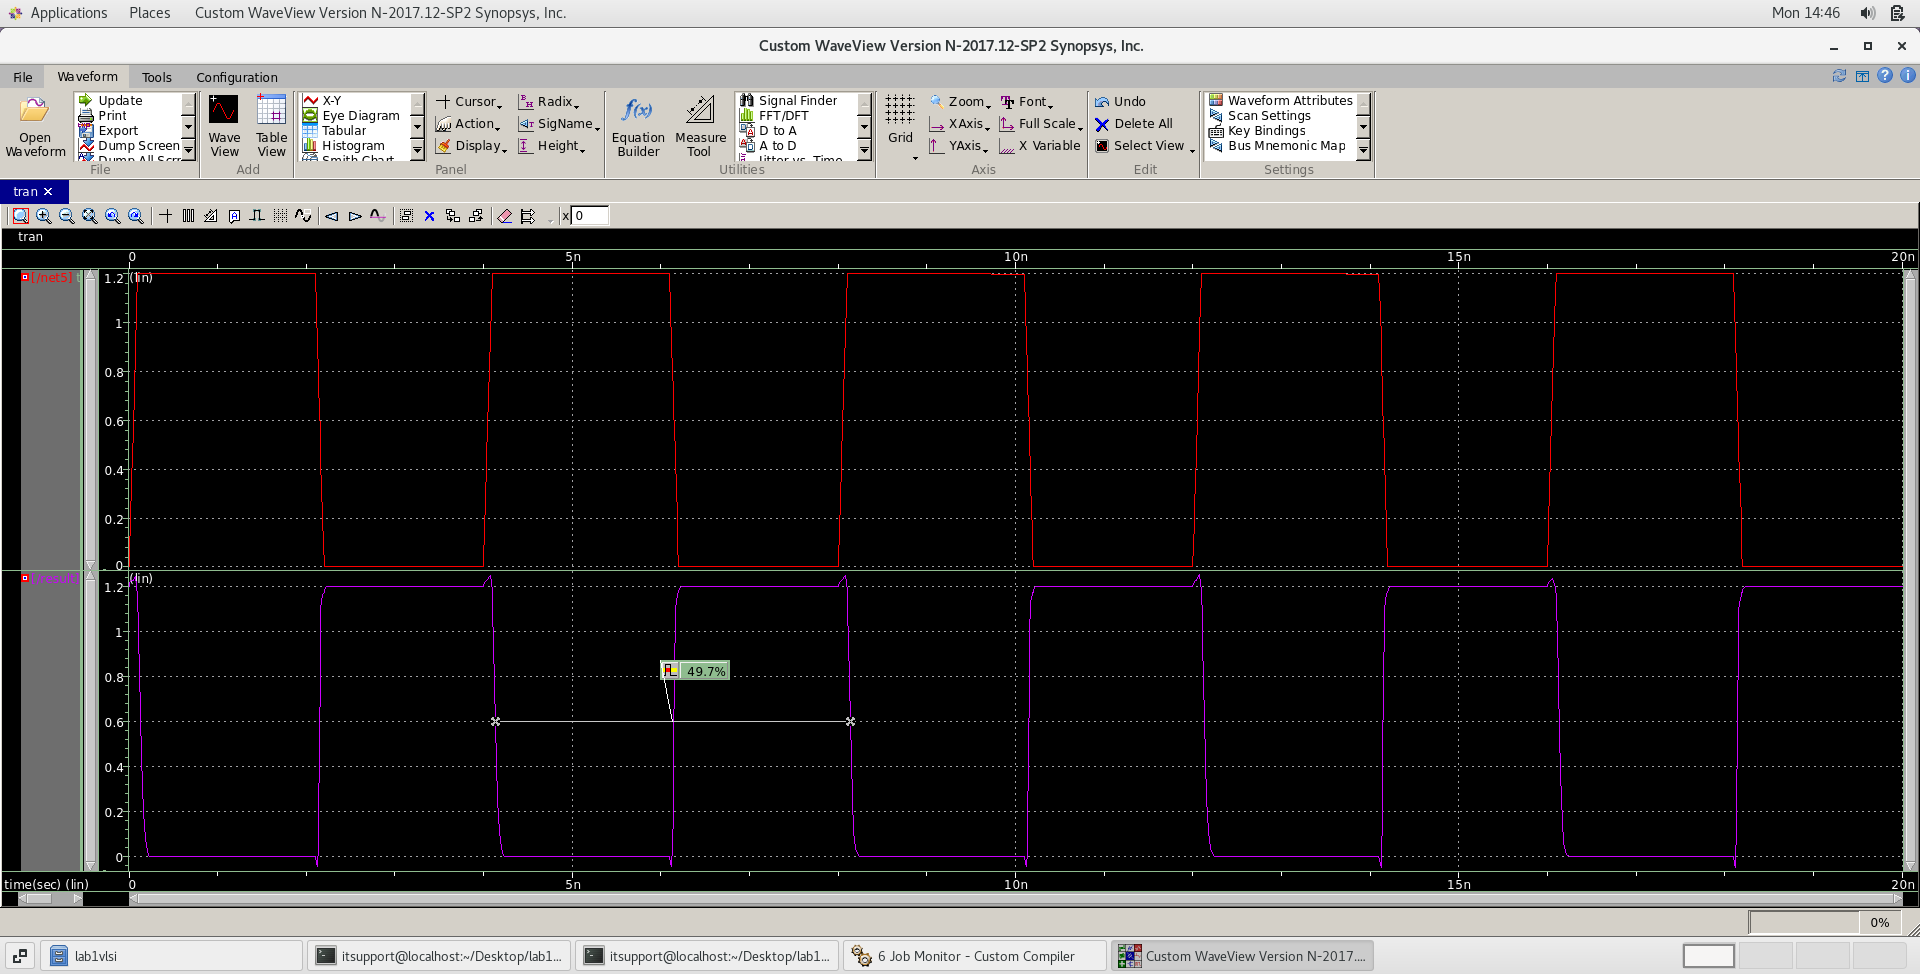 Applications Places Custom WaveView Version N-2017.12-SP2 Synopsys, Inc. Mon 14:46
Custom WaveView Version N-2017.12-SP2 Synopsys, Inc.
File Waveform Tools Configuration
Open Waveform
Update
Print
Export
Dump Screen
File
Wave View
Table View
Add
X-Y
Eye Diagram
Tabular
Histogram
Smith Chart
Cursor
Action
Display
Radix
SigName
Height
Panel
f(x)
Equation Builder
Measure Tool
Signal Finder
FFT/DFT
D to A
A to D
Jitter vs. Time
Utilities
Grid
Zoom
XAxis
YAxis
Font
Full Scale
X Variable
Axis
Undo
Delete All
Select View
Edit
Waveform Attributes
Scan Settings
Key Bindings
Bus Mnemonic Map
Settings
tran
x 0
tran
0 5n 10n 15n 20n
[/net5]
(lin)
1.2
1
0.8
0.6
0.4
0.2
0
[/result]
(lin)
1.2
1
0.8
0.6
0.4
0.2
0
49.7%
time(sec) (lin) 0 5n 10n 15n 20n
0%
lab1vlsi
itsupport@localhost:~/Desktop/lab1...
itsupport@localhost:~/Desktop/lab1...
6 Job Monitor - Custom Compiler
Custom WaveView Version N-2017....